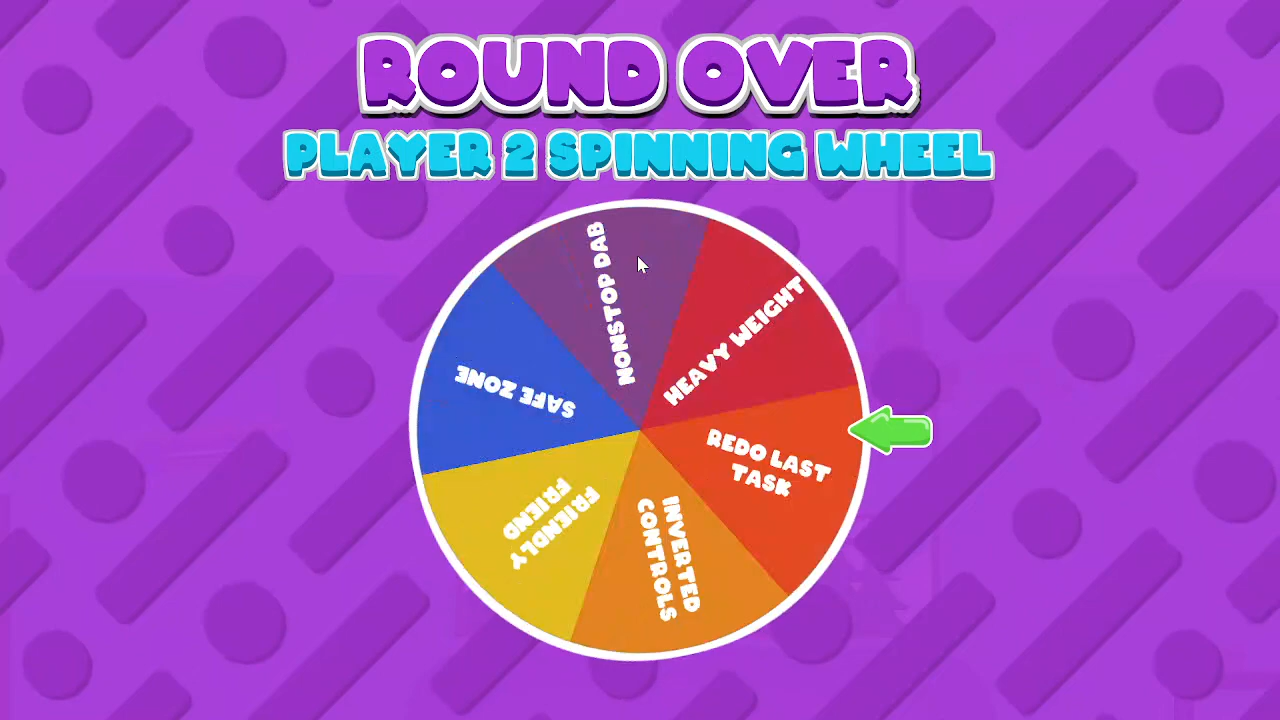 ROUND OVER
PLAYER 2 SPINNING WHEEL
NONSTOP DAB
HEAVY WEIGHT
SAFE ZONE
REDO LAST
TASK
FRIENDLY
FRIEND
INVERTED
CONTROLS